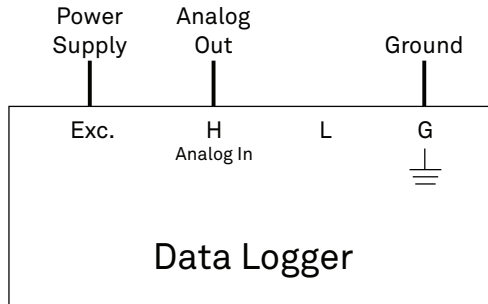 Power
Supply
Analog
Out
Ground
Exc.
H
Analog In
L
G
Data Logger